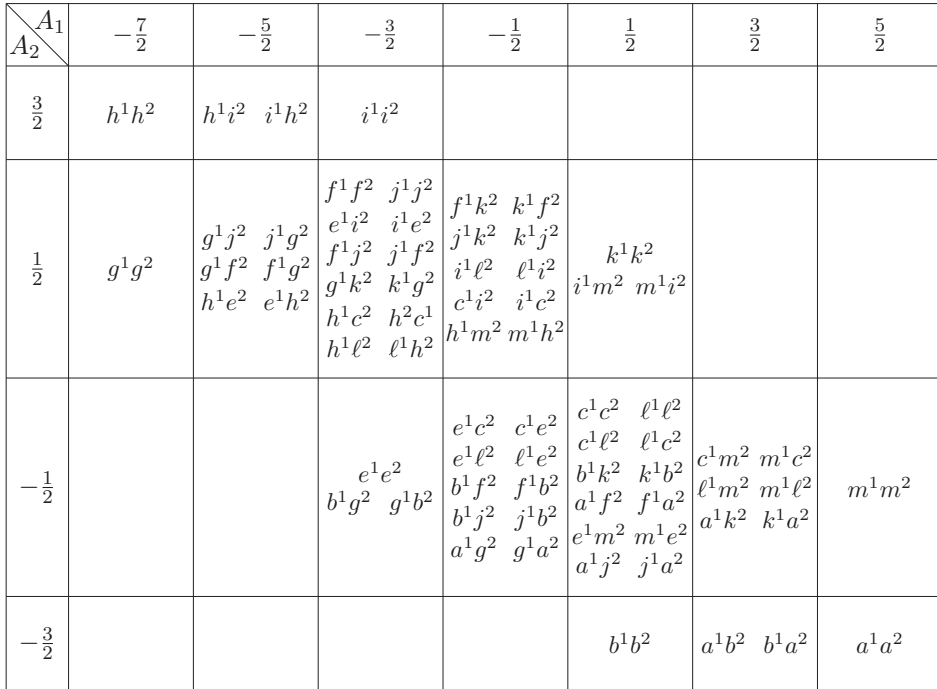 A₁ A₂ −7/2 −5/2 −3/2 −1/2 1/2 3/2 5/2
3/2 h¹h² h¹i² i¹h² i¹i²
1/2
g¹g²
g¹j² j¹g²
g¹f² f¹g²
h¹e² e¹h²
f¹f² j¹j²
e¹i² i¹e²
f¹j² j¹f²
g¹k² k¹g²
h¹c² h²c¹
h¹ℓ² ℓ¹h²
f¹k² k¹f²
j¹k² k¹j²
i¹ℓ² ℓ¹i²
c¹i² i¹c²
h¹m² m¹h²
k¹k²
i¹m² m¹i²
−1/2
e¹e²
b¹g² g¹b²
e¹c² c¹e²
e¹ℓ² ℓ¹e²
b¹f² f¹b²
b¹j² j¹b²
a¹g² g¹a²
c¹c² ℓ¹ℓ²
c¹ℓ² ℓ¹c²
b¹k² k¹b²
a¹f² f¹a²
e¹m² m¹e²
a¹j² j¹a²
c¹m² m¹c²
ℓ¹m² m¹ℓ²
a¹k² k¹a²
m¹m²
−3/2 b¹b² a¹b² b¹a² a¹a²